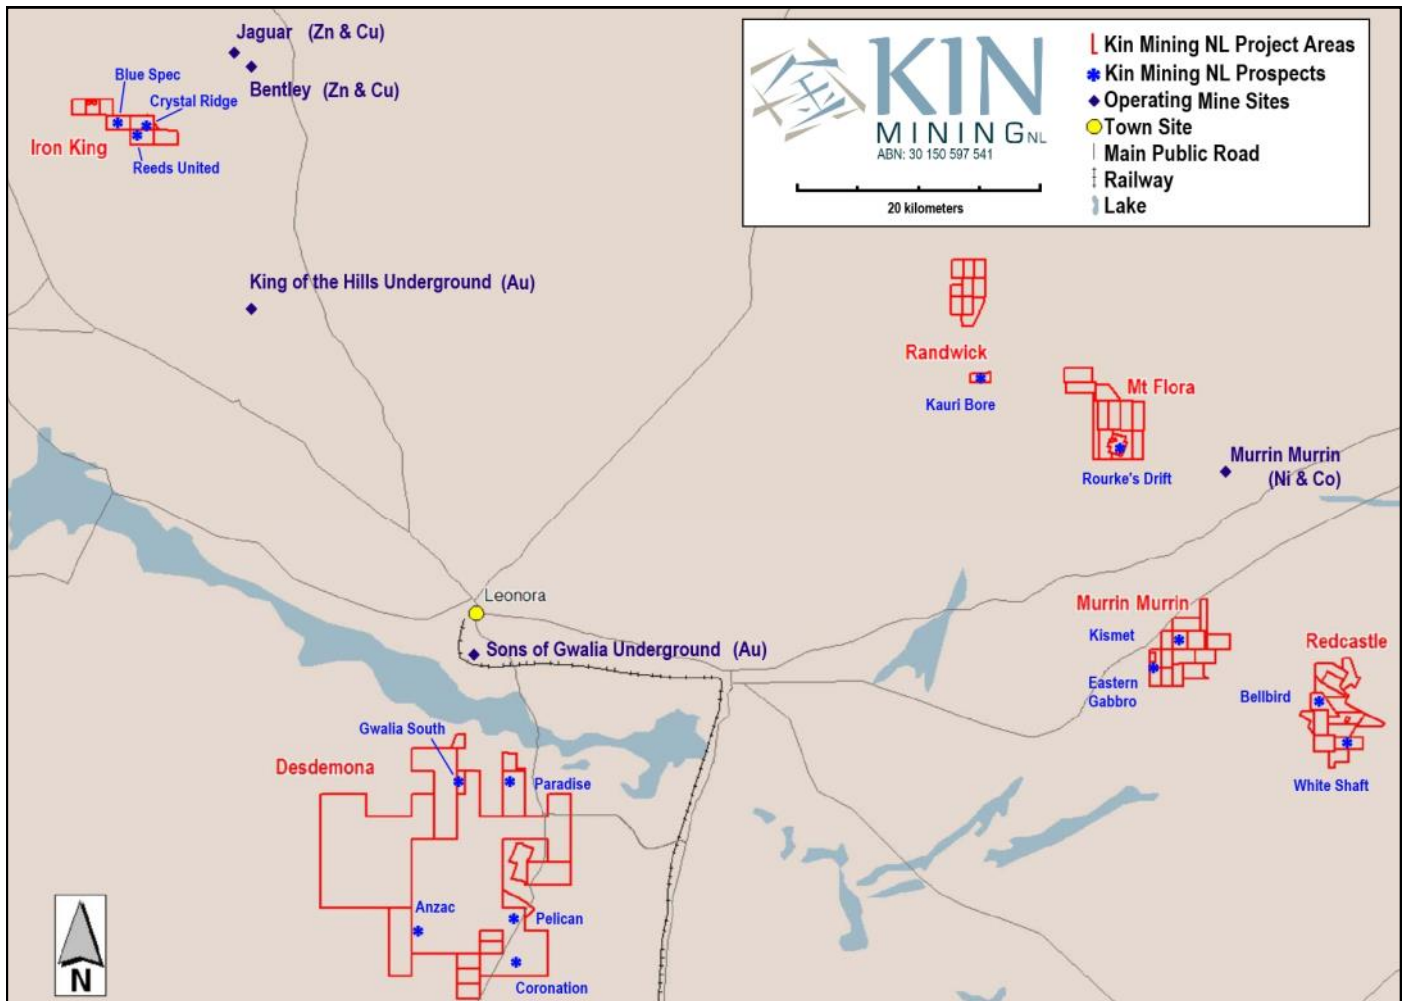 Jaguar (Zn & Cu)
Blue Spec
Bentley (Zn & Cu)
Crystal Ridge
Iron King
Reeds United
KIN
MINING NL
ABN: 30 150 597 541
20 kilometers
Kin Mining NL Project Areas
Kin Mining NL Prospects
Operating Mine Sites
Town Site
Main Public Road
Railway
Lake
King of the Hills Underground (Au)
Randwick
Kauri Bore
Mt Flora
Rourke's Drift
Murrin Murrin
(Ni & Co)
Leonora
Sons of Gwalia Underground (Au)
Murrin Murrin
Kismet
Eastern
Gabbro
Redcastle
Bellbird
White Shaft
Gwalia South
Desdemona
Paradise
Anzac
Pelican
Coronation
N